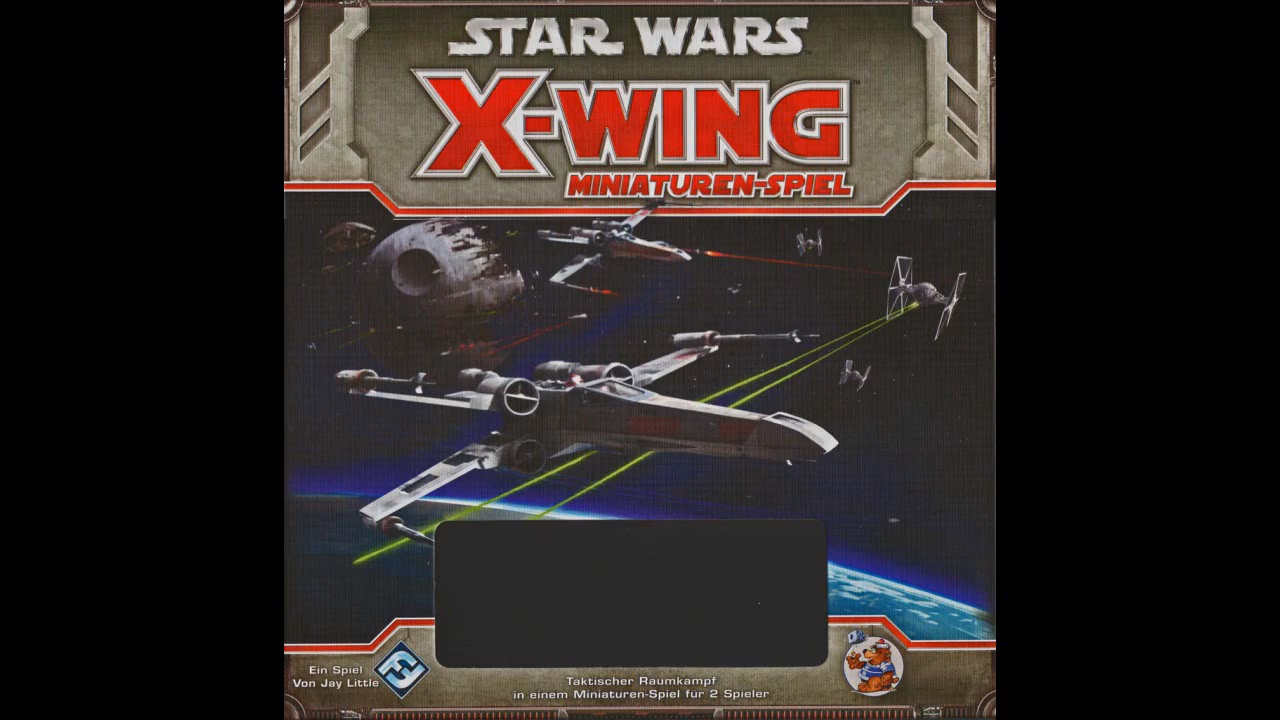 STAR WARS
X-WING
MINIATUREN-SPIEL
Ein Spiel
Von Jay Little
Taktischer Raumkampf
in einem Miniaturen-Spiel für 2 Spieler